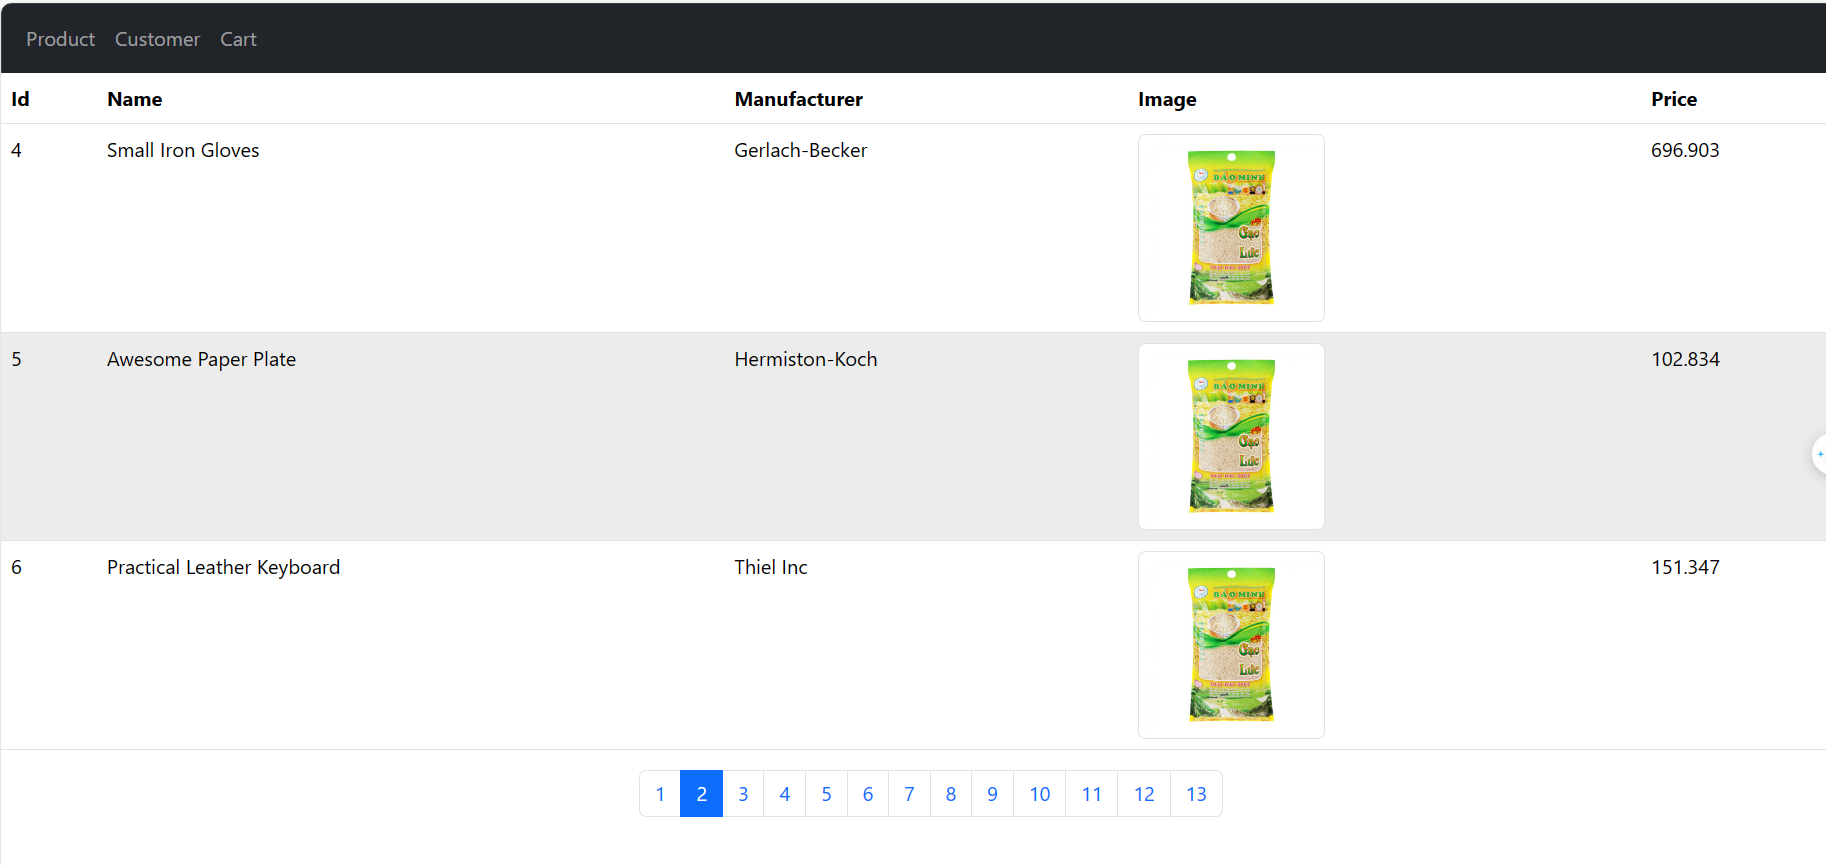 Product Customer Cart
Id Name Manufacturer Image Price
4 Small Iron Gloves Gerlach-Becker 696.903
BẢO MINH
Gạo
Lức
5 Awesome Paper Plate Hermiston-Koch 102.834
BẢO MINH
Gạo
Lức
6 Practical Leather Keyboard Thiel Inc 151.347
BẢO MINH
Gạo
Lức
1 2 3 4 5 6 7 8 9 10 11 12 13